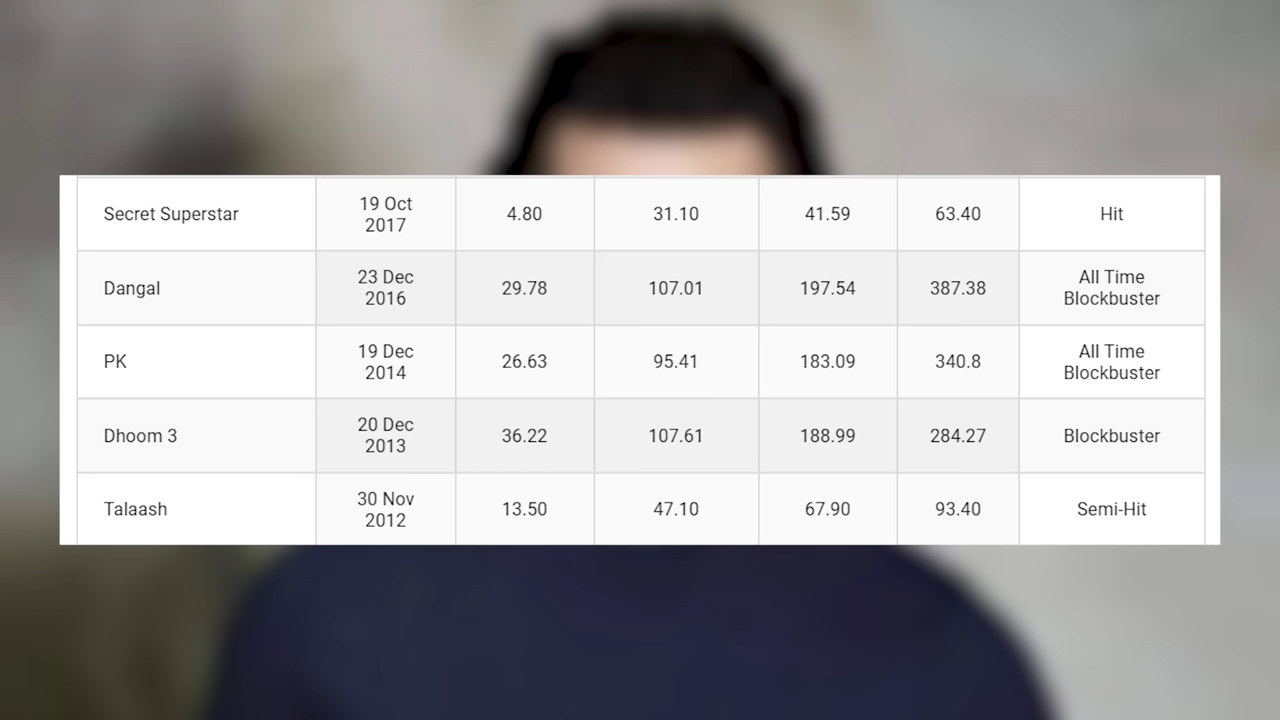 Secret Superstar 19 Oct 2017 4.80 31.10 41.59 63.40 Hit
Dangal 23 Dec 2016 29.78 107.01 197.54 387.38 All Time Blockbuster
PK 19 Dec 2014 26.63 95.41 183.09 340.8 All Time Blockbuster
Dhoom 3 20 Dec 2013 36.22 107.61 188.99 284.27 Blockbuster
Talaash 30 Nov 2012 13.50 47.10 67.90 93.40 Semi-Hit